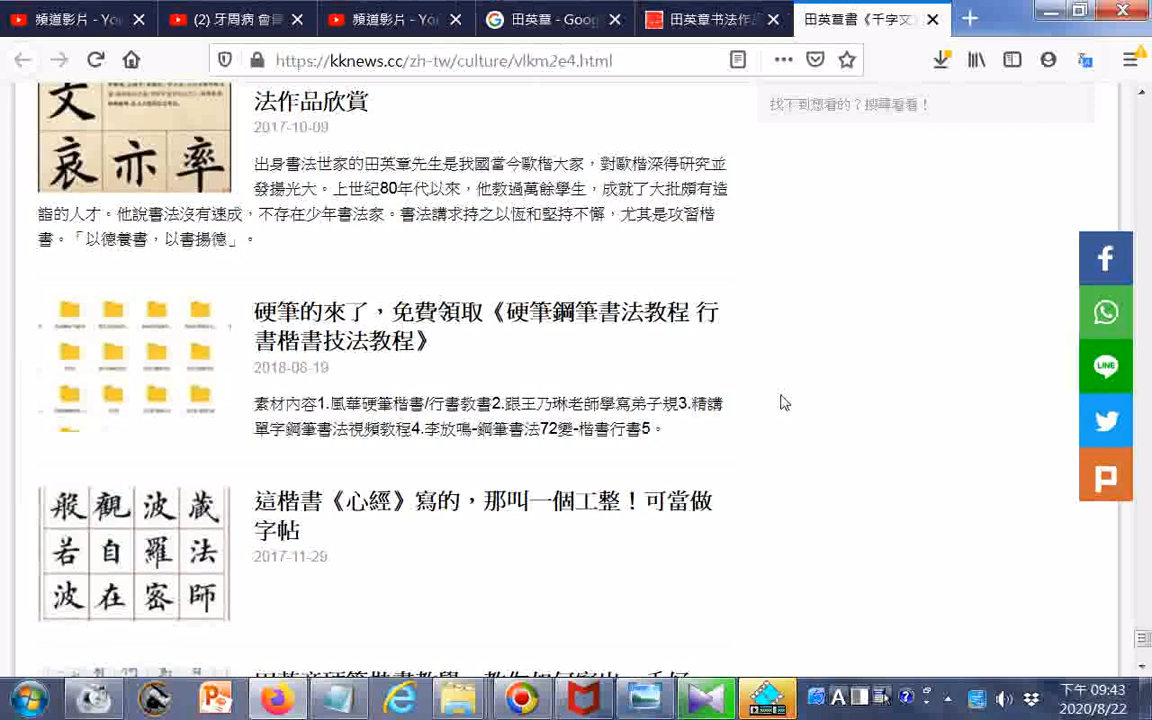 頻道影片 - Yo
(2) 牙周病 會
頻道影片 - Yo
田英章 - Goo
田英章书法作
田英章書《千字文
https://kknews.cc/zh-tw/culture/vlkm2e4.html
找不到想看的？搜尋看看！
文
哀 亦 率
法作品欣賞
2017-10-09
出身書法世家的田英章先生是我國當今歐楷大家，對歐楷深得研究並
發揚光大。上世紀80年代以來，他教過萬餘學生，成就了大批頗有造
詣的人才。他說書法沒有速成，不存在少年書法家。書法講求持之以恆和堅持不懈，尤其是攻習楷
書。「以德養書，以書揚德」。
硬筆的來了，免費領取《硬筆鋼筆書法教程 行
書楷書技法教程》
2018-08-19
素材內容1.風華硬筆楷書/行書教書2.跟王乃琳老師學寫弟子規3.精講
單字鋼筆書法視頻教程4.李放鳴-鋼筆書法72變-楷書行書5。
般 觀 波 蔵
若 自 羅 法
波 在 密 師
這楷書《心經》寫的，那叫一個工整！可當做
字帖
2017-11-29
LINE
下午 09:43
2020/8/22